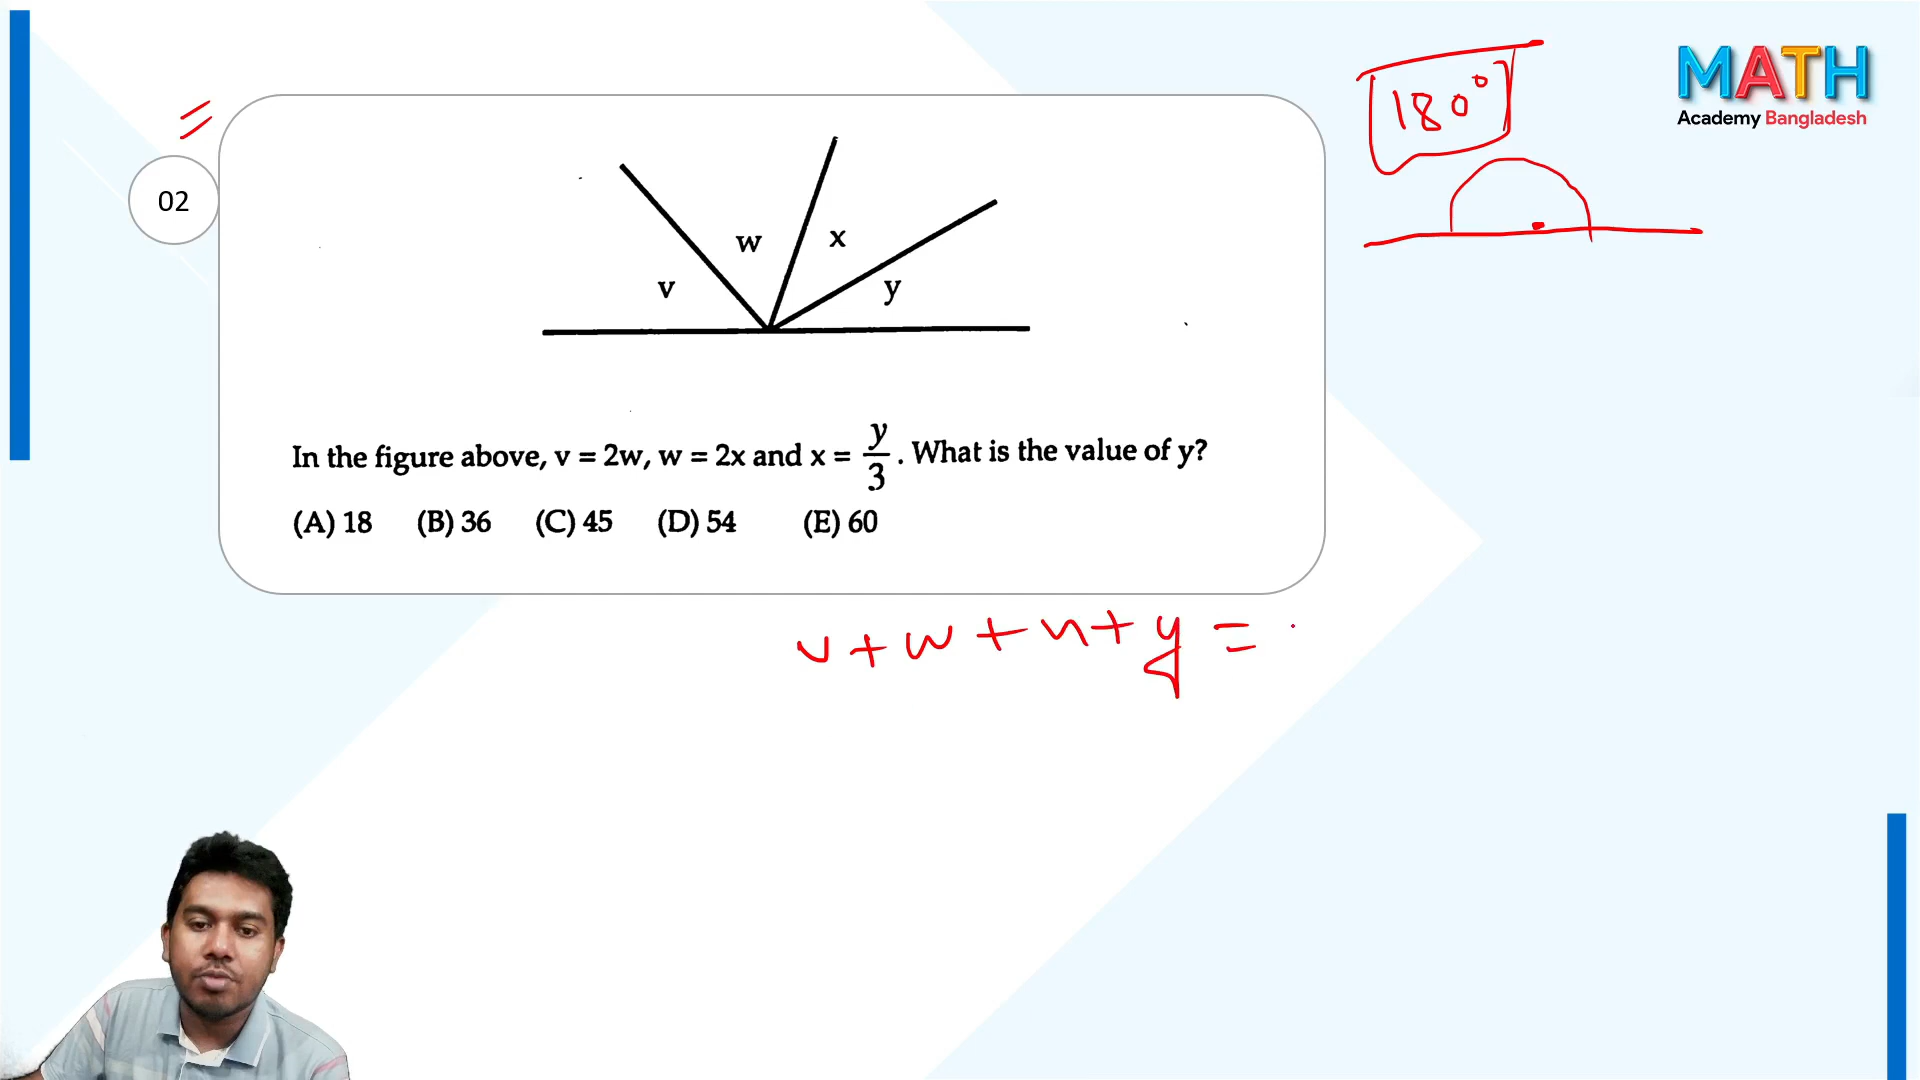 MATH
Academy Bangladesh
180°
02
w
x
v
y
In the figure above, v = 2w, w = 2x and x = y/3. What is the value of y?
(A) 18 (B) 36 (C) 45 (D) 54 (E) 60
v + w + x + y =